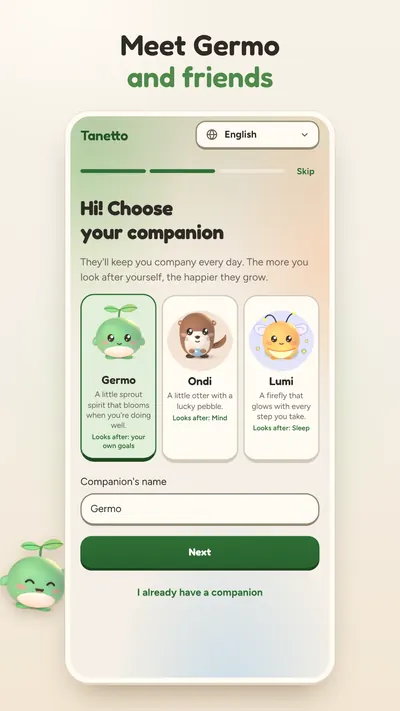 Meet Germo
and friends
Tanetto
English
Skip
Hi! Choose
your companion
They'll keep you company every day. The more you
look after yourself, the happier they grow.
Germo
A little sprout
spirit that blooms
when you're doing
well.
Looks after: your
own goals
Ondi
A little otter with a
lucky pebble.
Looks after: Mind
Lumi
A firefly that
glows with every
step you take.
Looks after: Sleep
Companion's name
Germo
Next
I already have a companion